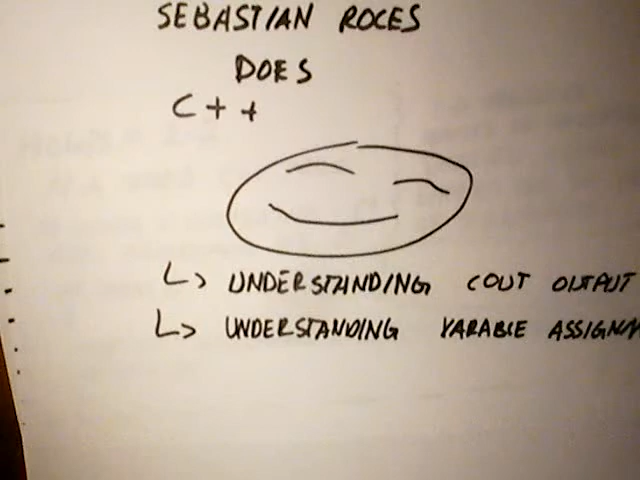 SEBASTIAN ROCES
DOES
C++
↳ UNDERSTANDING COUT OUTPUT
↳ UNDERSTANDING VARABLE ASSIGNM